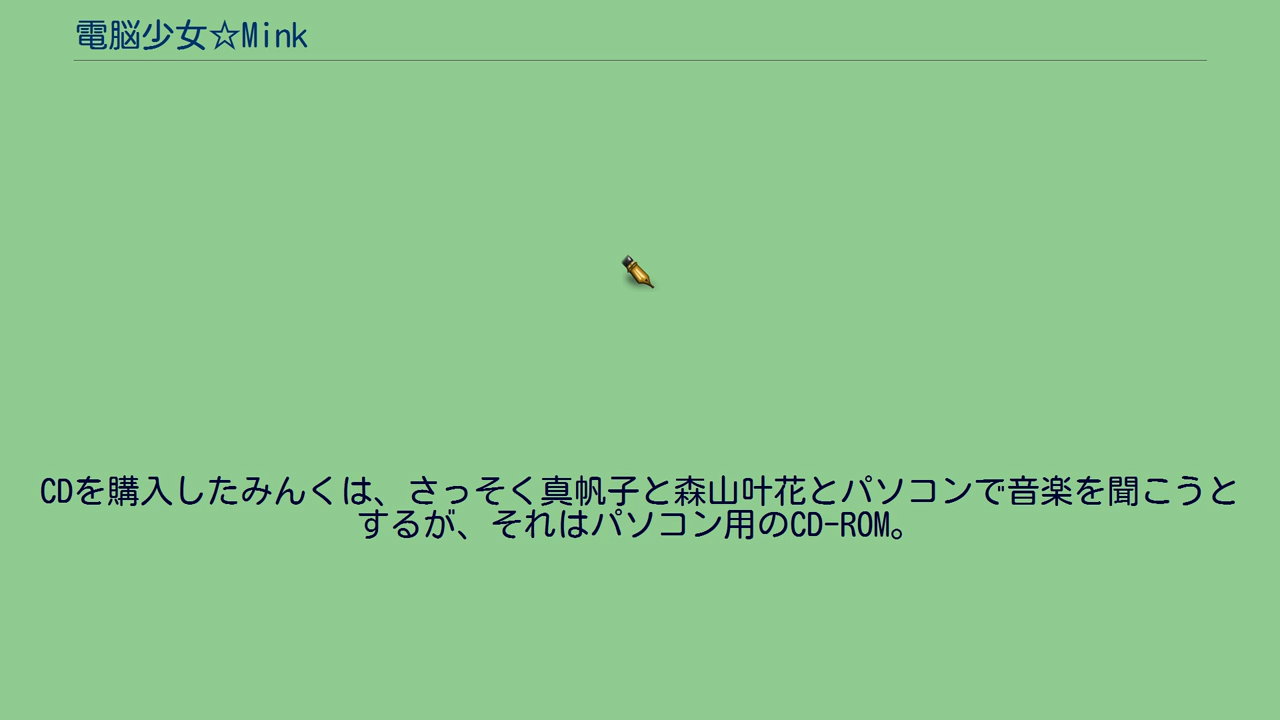 電脳少女☆Mink
CDを購入したみんくは、さっそく真帆子と森山叶花とパソコンで音楽を聞こうと
するが、それはパソコン用のCD-ROM。